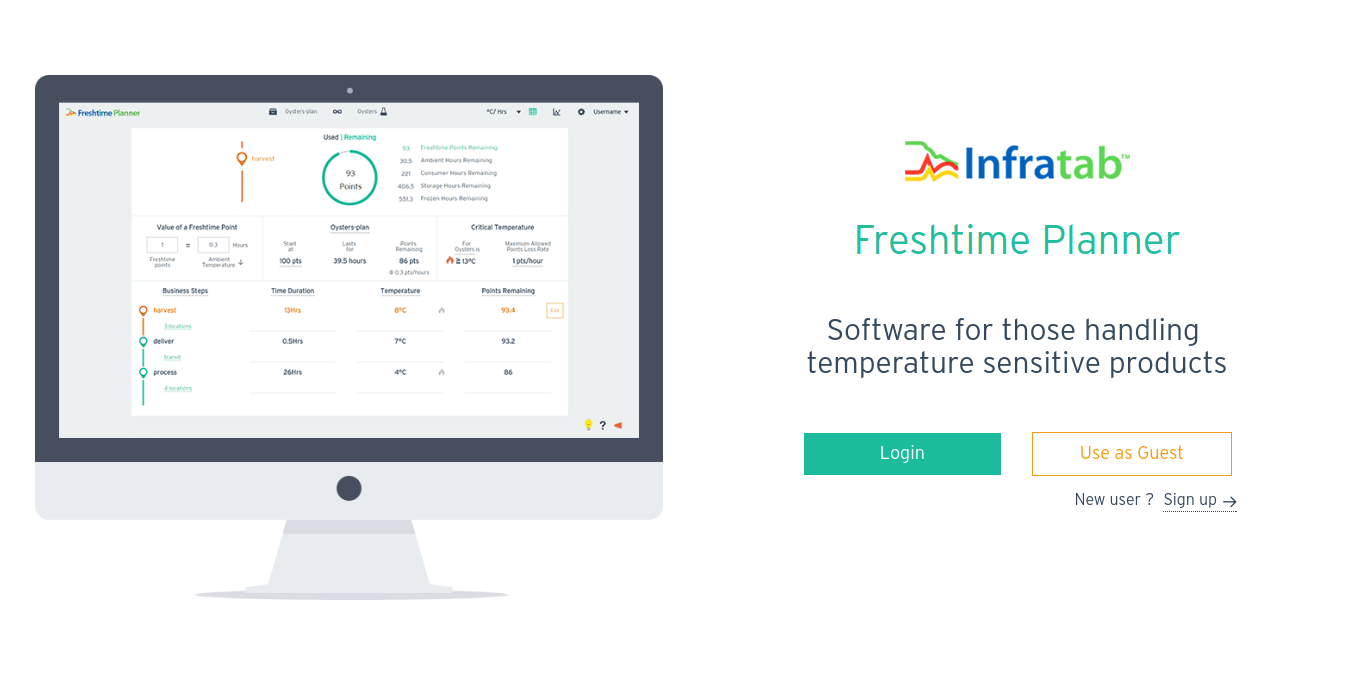 Freshtime Planner
Oysters-plan
Oysters
°C/ Hrs
Username
Used | Remaining
harvest
93
Points
93 Freshtime Points Remaining
30.5 Ambient Hours Remaining
221 Consumer Hours Remaining
406.5 Storage Hours Remaining
551.3 Frozen Hours Remaining
Value of a Freshtime Point
1 = 0.3 Hours
Freshtime points
Ambient Temperature
Oysters-plan
Start at
Lasts for
Points Remaining
100 pts
39.5 hours
86 pts
@ 0.3 pts/hours
Critical Temperature
For Oysters is
Maximum Allowed Points Loss Rate
≥ 13°C
1 pts/hour
Business Steps Time Duration Temperature Points Remaining
harvest 13Hrs 8°C 93.4 Exit
3 locations
deliver 0.5Hrs 7°C 93.2
transit
process 26Hrs 4°C 86
4 locations
?
Infratab™
Freshtime Planner
Software for those handling
temperature sensitive products
Login
Use as Guest
New user ? Sign up →